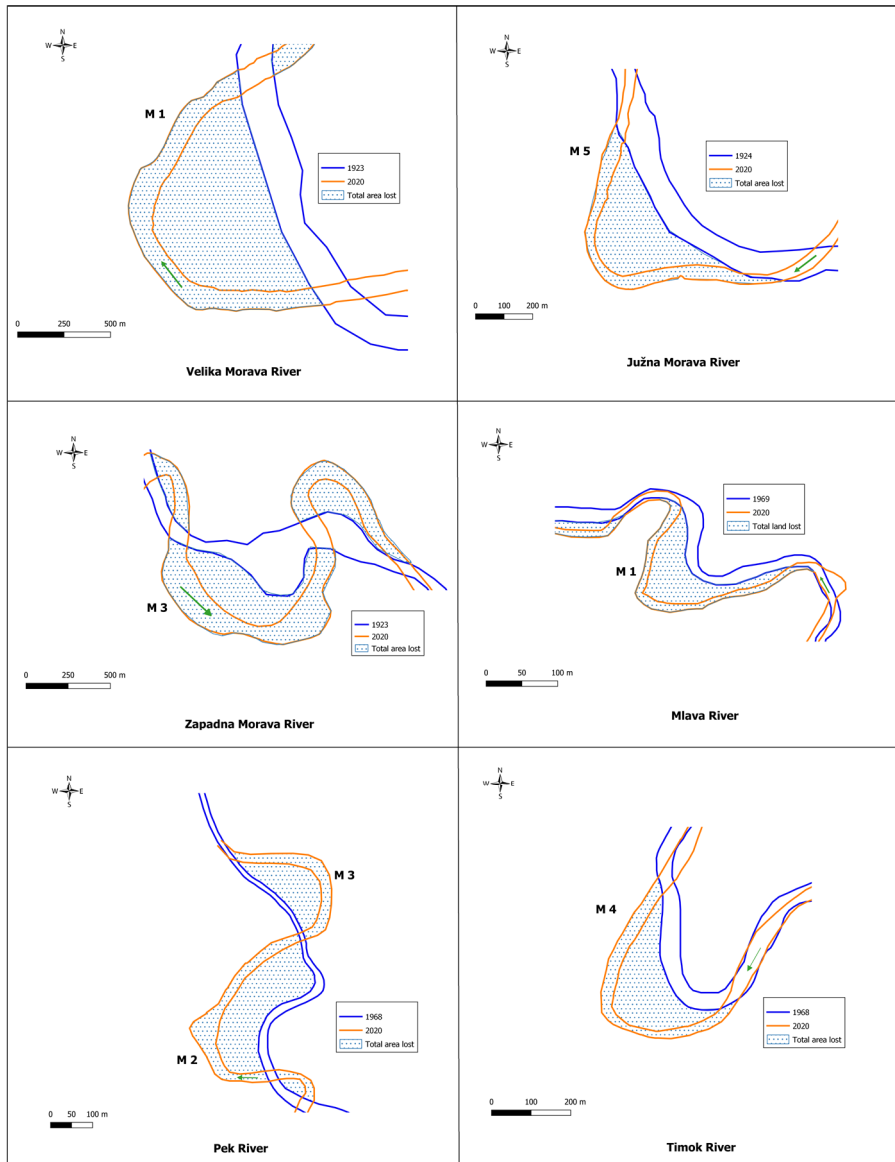 N
W E
S
M 1
1923
2020
Total area lost
0 250 500 m
Velika Morava River
N
W E
S
M 5
1924
2020
Total area lost
0 100 200 m
Južna Morava River
N
W E
S
M 3
1923
2020
Total area lost
0 250 500 m
Zapadna Morava River
N
W E
S
1969
2020
Total land lost
M 1
0 50 100 m
Mlava River
N
W E
S
M 3
1968
2020
Total area lost
M 2
0 50 100 m
Pek River
N
W E
S
M 4
1968
2020
Total area lost
0 100 200 m
Timok River